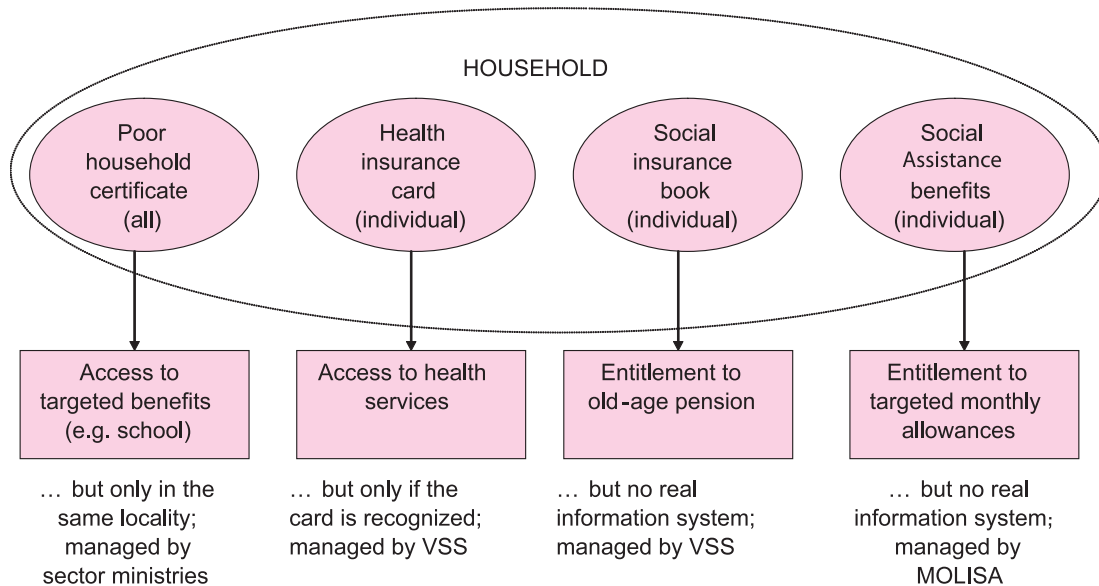 HOUSEHOLD
Poor
household
certificate
(all)
Health
insurance
card
(individual)
Social
insurance
book
(individual)
Social
Assistance
benefits
(individual)
Access to
targeted benefits
(e.g. school)
Access to health
services
Entitlement to
old-age pension
Entitlement to
targeted monthly
allowances
… but only in the
same locality;
managed by
sector ministries
… but only if the
card is recognized;
managed by VSS
… but no real
information system;
managed by VSS
… but no real
information system;
managed by
MOLISA